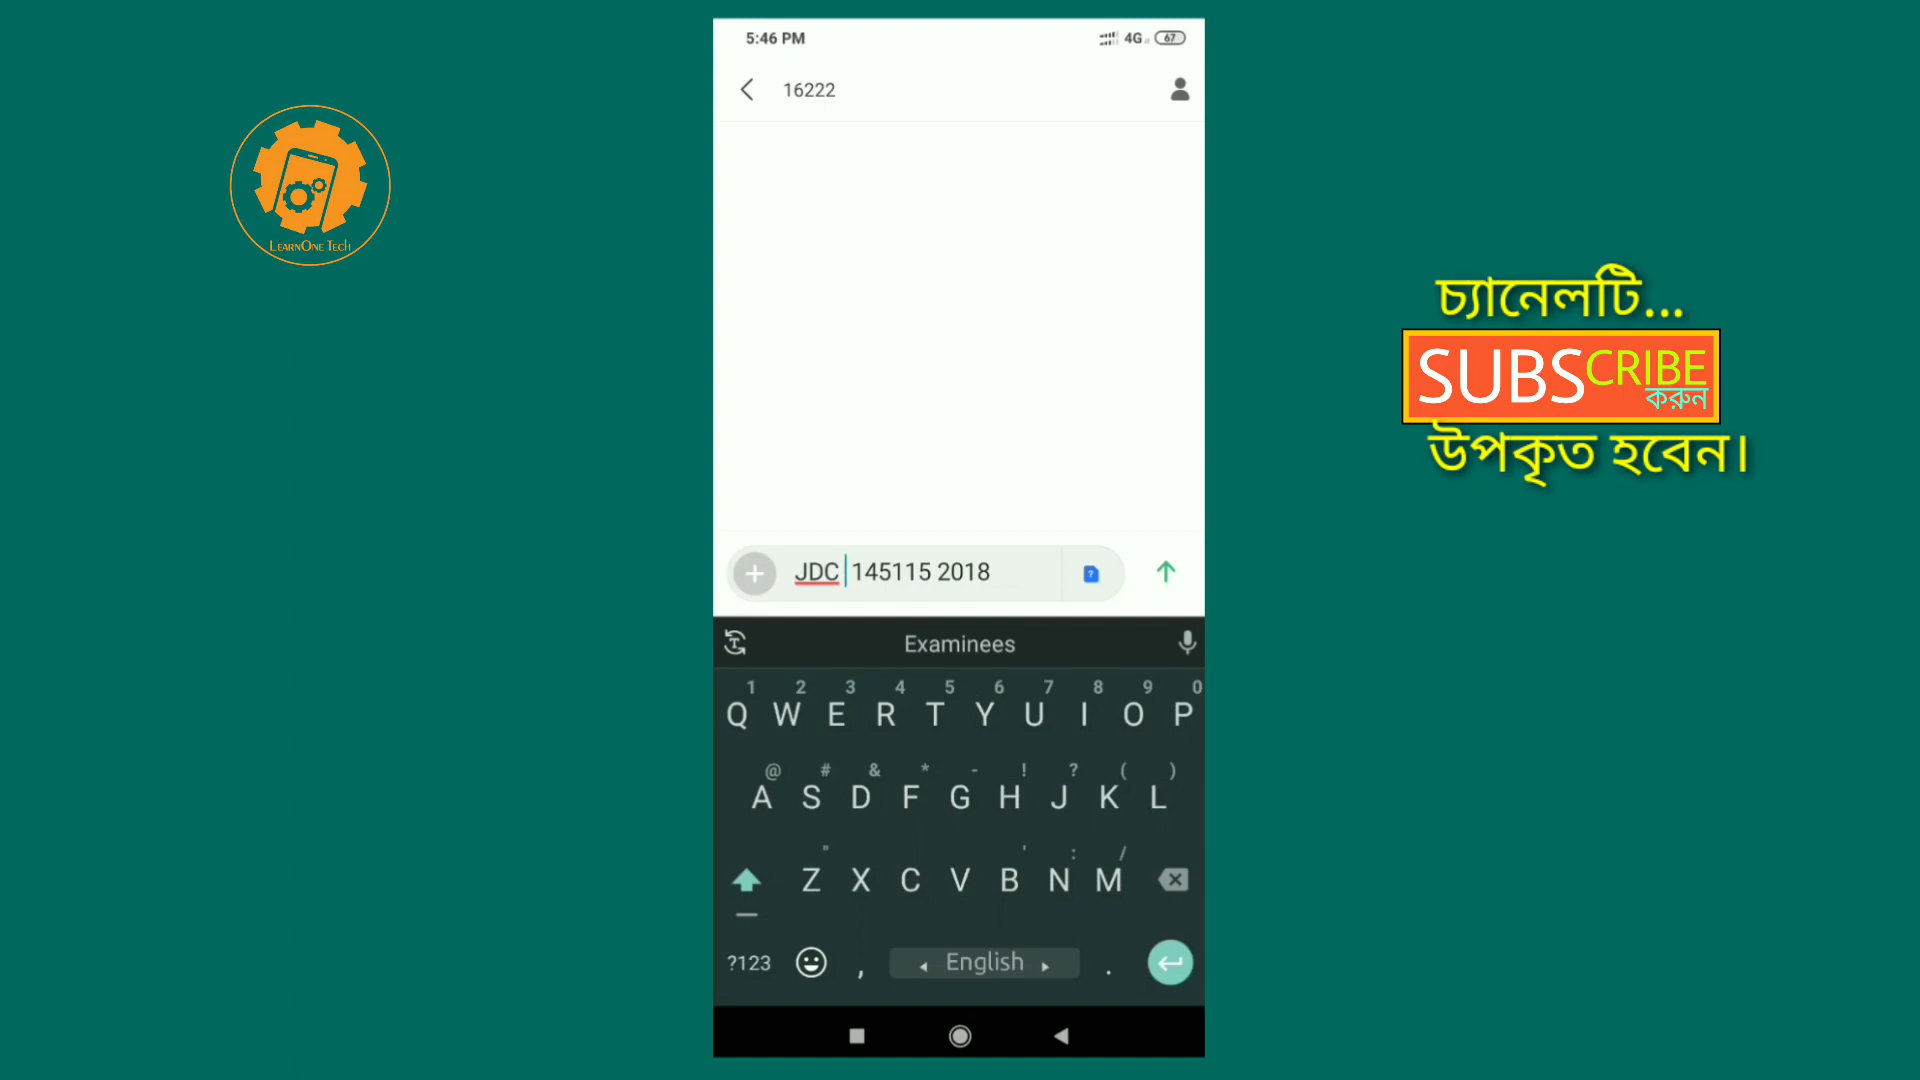 5:46 PM
4G
67
16222
LEARNONE TECH
চ্যানেলটি...
SUBSCRIBE
করুন
উপকৃত হবেন।
JDC 145115 2018
Examinees
1 2 3 4 5 6 7 8 9 0
Q W E R T Y U I O P
@ # & * - ! ? ( )
A S D F G H J K L
" ' : /
Z X C V B N M
?123 , English .